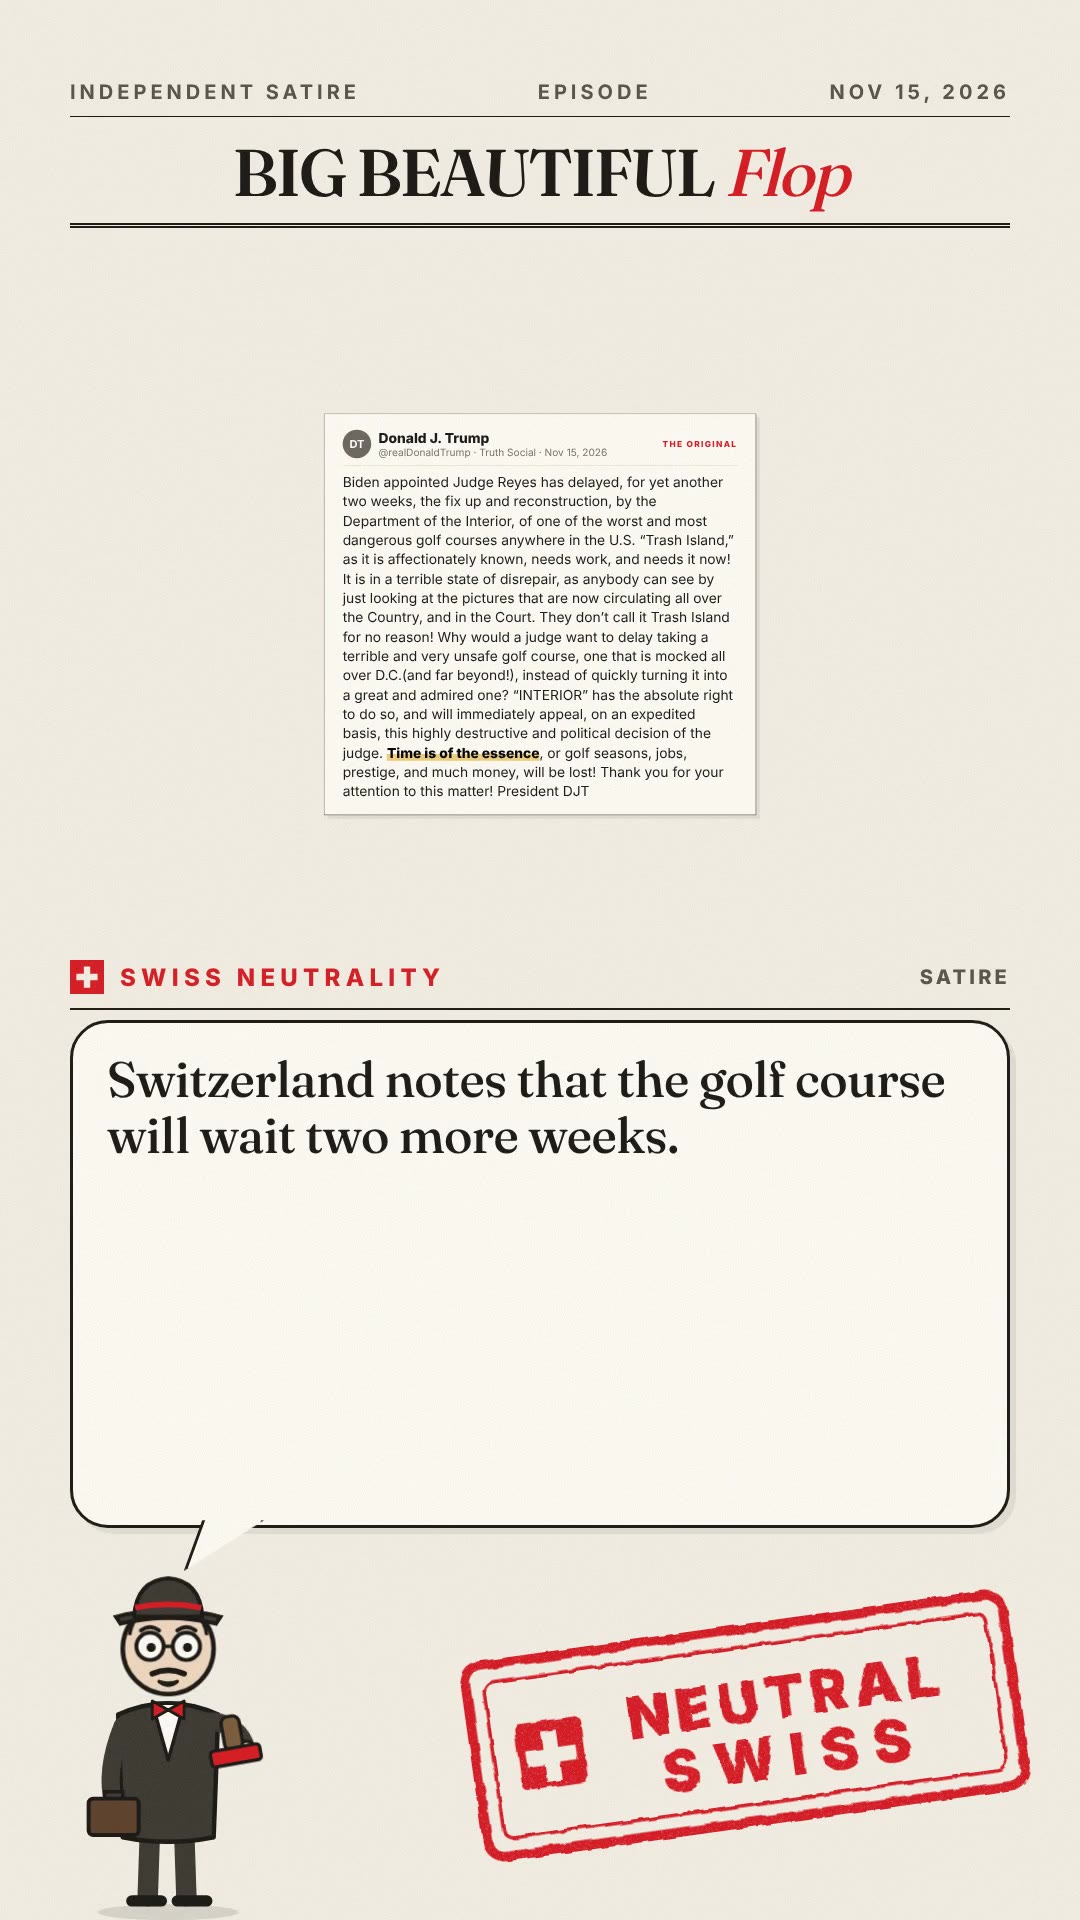 INDEPENDENT SATIRE EPISODE NOV 15, 2026
BIG BEAUTIFUL Flop
DT Donald J. Trump THE ORIGINAL
@realDonaldTrump · Truth Social · Nov 15, 2026
Biden appointed Judge Reyes has delayed, for yet another
two weeks, the fix up and reconstruction, by the
Department of the Interior, of one of the worst and most
dangerous golf courses anywhere in the U.S. “Trash Island,”
as it is affectionately known, needs work, and needs it now!
It is in a terrible state of disrepair, as anybody can see by
just looking at the pictures that are now circulating all over
the Country, and in the Court. They don’t call it Trash Island
for no reason! Why would a judge want to delay taking a
terrible and very unsafe golf course, one that is mocked all
over D.C.(and far beyond!), instead of quickly turning it into
a great and admired one? “INTERIOR” has the absolute right
to do so, and will immediately appeal, on an expedited
basis, this highly destructive and political decision of the
judge. Time is of the essence, or golf seasons, jobs,
prestige, and much money, will be lost! Thank you for your
attention to this matter! President DJT
SWISS NEUTRALITY SATIRE
Switzerland notes that the golf course
will wait two more weeks.
NEUTRAL
SWISS